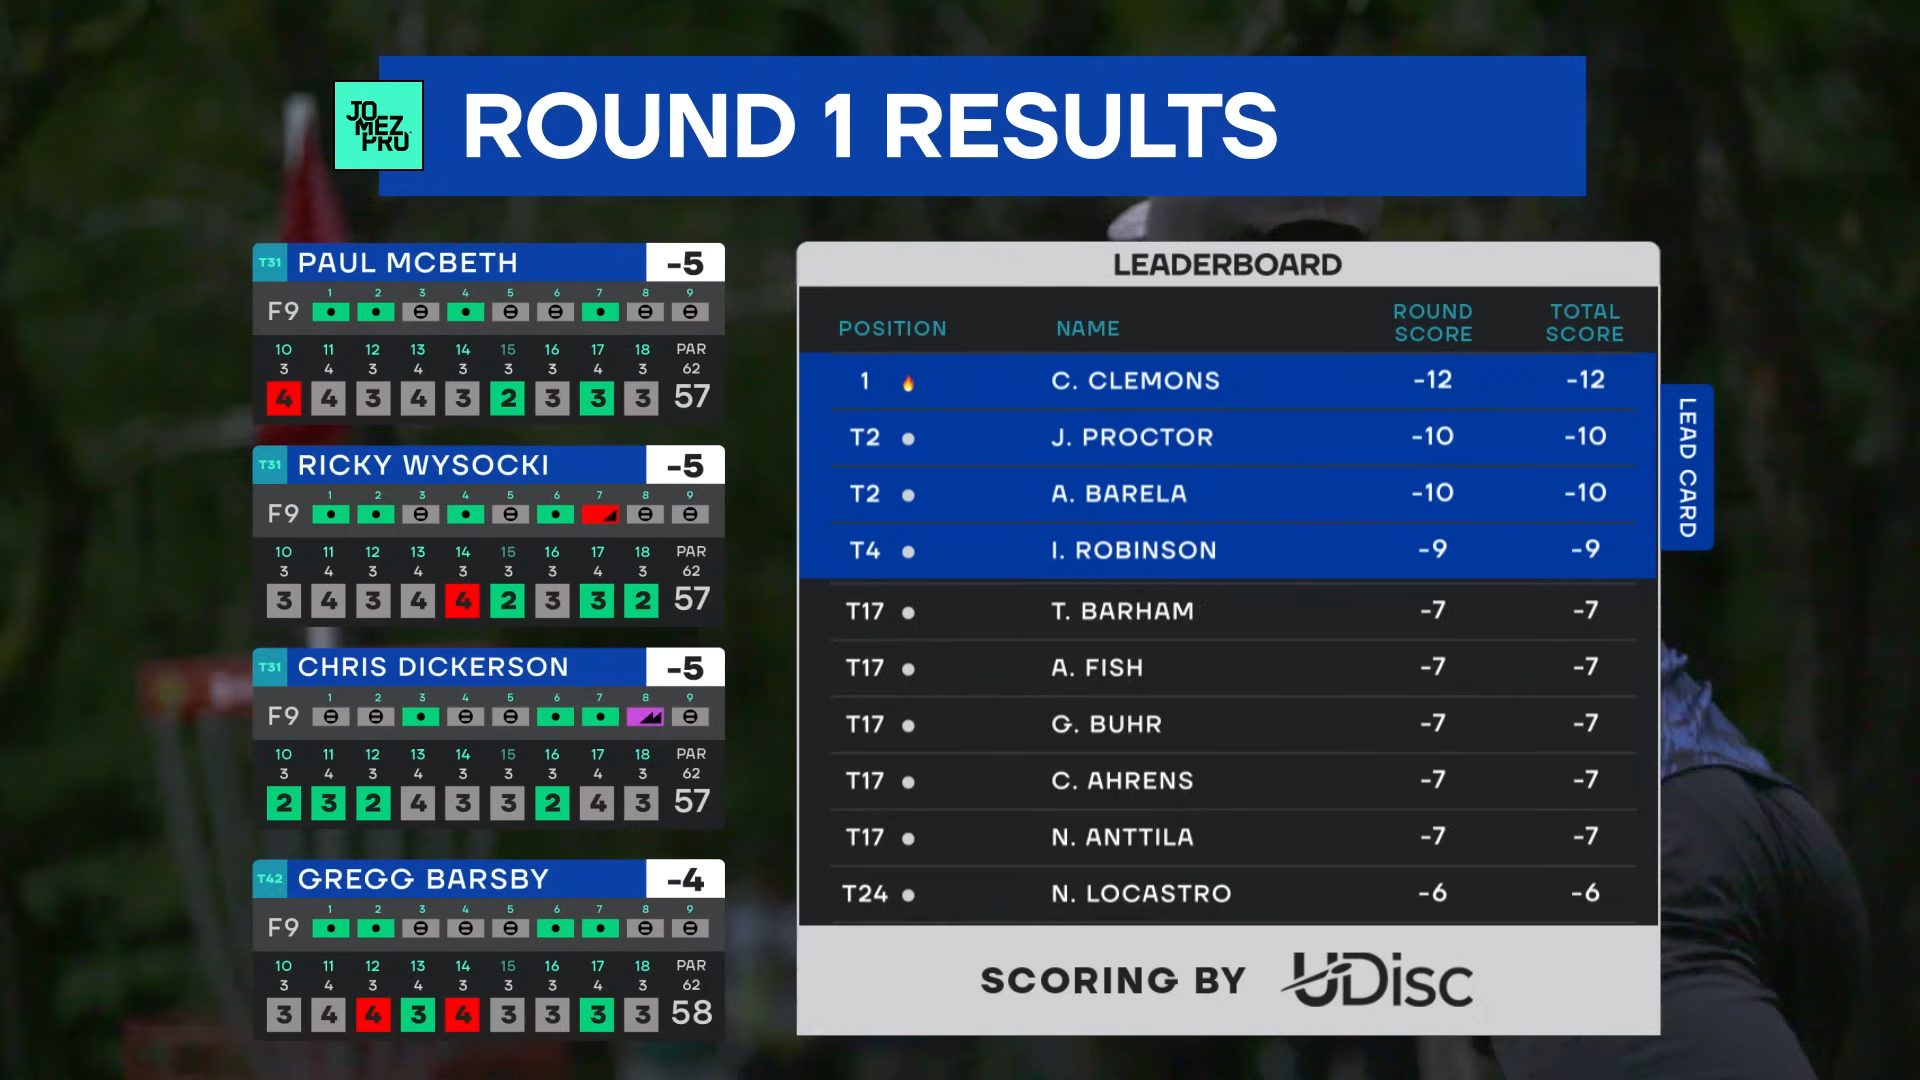 JOMEZPRO
ROUND 1 RESULTS
T31 PAUL MCBETH -5
1 2 3 4 5 6 7 8 9
F9
10 11 12 13 14 15 16 17 18 PAR
3 4 3 4 3 3 3 4 3 62
4 4 3 4 3 2 3 3 3 57
T31 RICKY WYSOCKI -5
1 2 3 4 5 6 7 8 9
F9
10 11 12 13 14 15 16 17 18 PAR
3 4 3 4 3 3 3 4 3 62
3 4 3 4 4 2 3 3 2 57
T31 CHRIS DICKERSON -5
1 2 3 4 5 6 7 8 9
F9
10 11 12 13 14 15 16 17 18 PAR
3 4 3 4 3 3 3 4 3 62
2 3 2 4 3 3 2 4 3 57
T42 GREGG BARSBY -4
1 2 3 4 5 6 7 8 9
F9
10 11 12 13 14 15 16 17 18 PAR
3 4 3 4 3 3 3 4 3 62
3 4 4 3 4 3 3 3 3 58
LEADERBOARD
POSITION NAME ROUND SCORE TOTAL SCORE
1 C. CLEMONS -12 -12
T2 J. PROCTOR -10 -10
T2 A. BARELA -10 -10
T4 I. ROBINSON -9 -9
T17 T. BARHAM -7 -7
T17 A. FISH -7 -7
T17 G. BUHR -7 -7
T17 C. AHRENS -7 -7
T17 N. ANTTILA -7 -7
T24 N. LOCASTRO -6 -6
LEAD CARD
SCORING BY UDisc